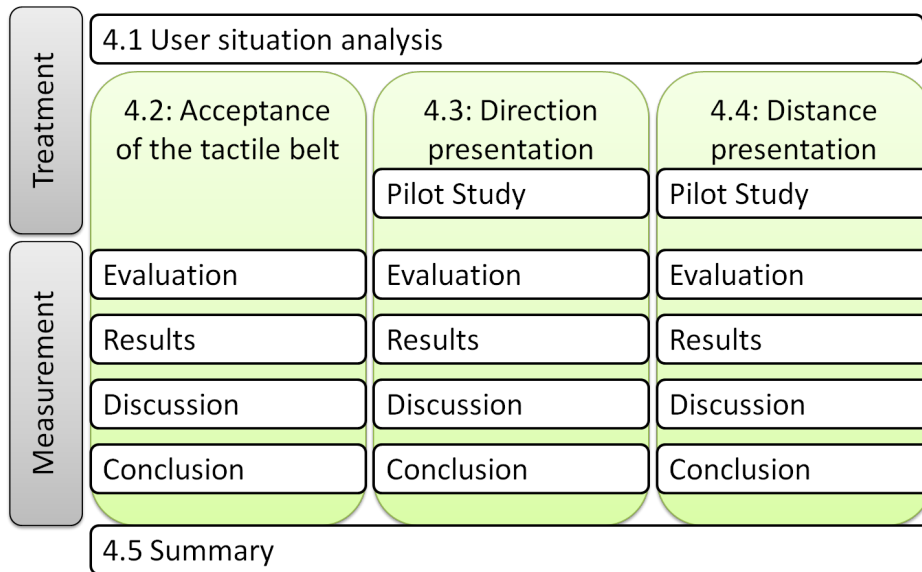 Treatment
4.1 User situation analysis
4.2: Acceptance
of the tactile belt
4.3: Direction
presentation
Pilot Study
4.4: Distance
presentation
Pilot Study
Measurement
Evaluation
Evaluation
Evaluation
Results
Results
Results
Discussion
Discussion
Discussion
Conclusion
Conclusion
Conclusion
4.5 Summary